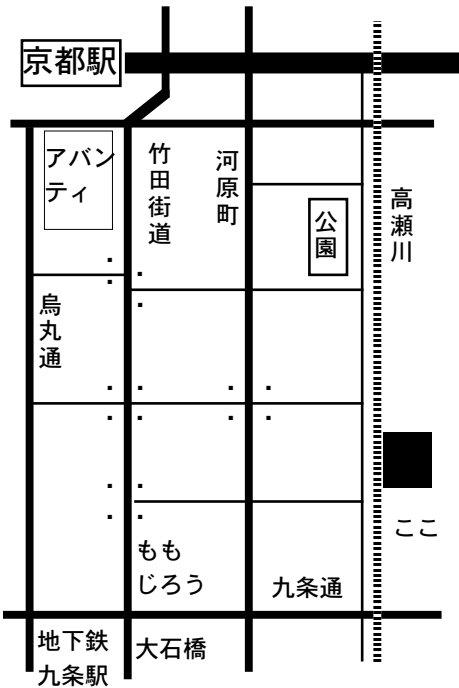 京都駅
アバン
ティ
竹田街道
河原町
公園
高瀬川
烏丸通
ここ
もも
じろう
九条通
地下鉄
九条駅
大石橋